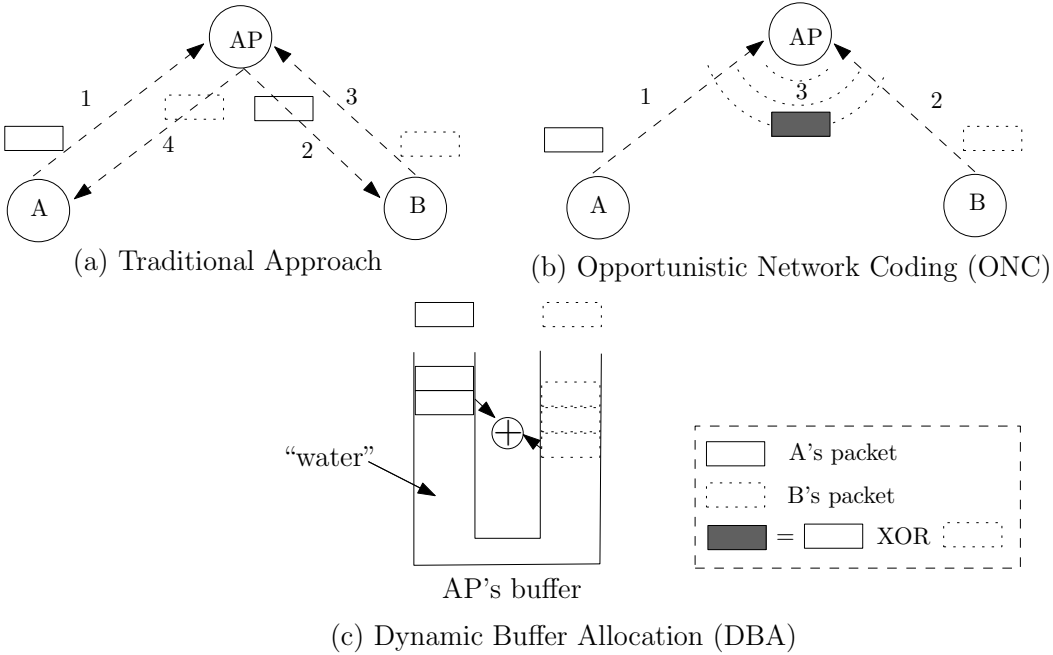 AP
1
3
4
2
A
B
(a) Traditional Approach
AP
1
3
2
A
B
(b) Opportunistic Network Coding (ONC)
“water”
AP's buffer
A's packet
B's packet
= XOR
(c) Dynamic Buffer Allocation (DBA)